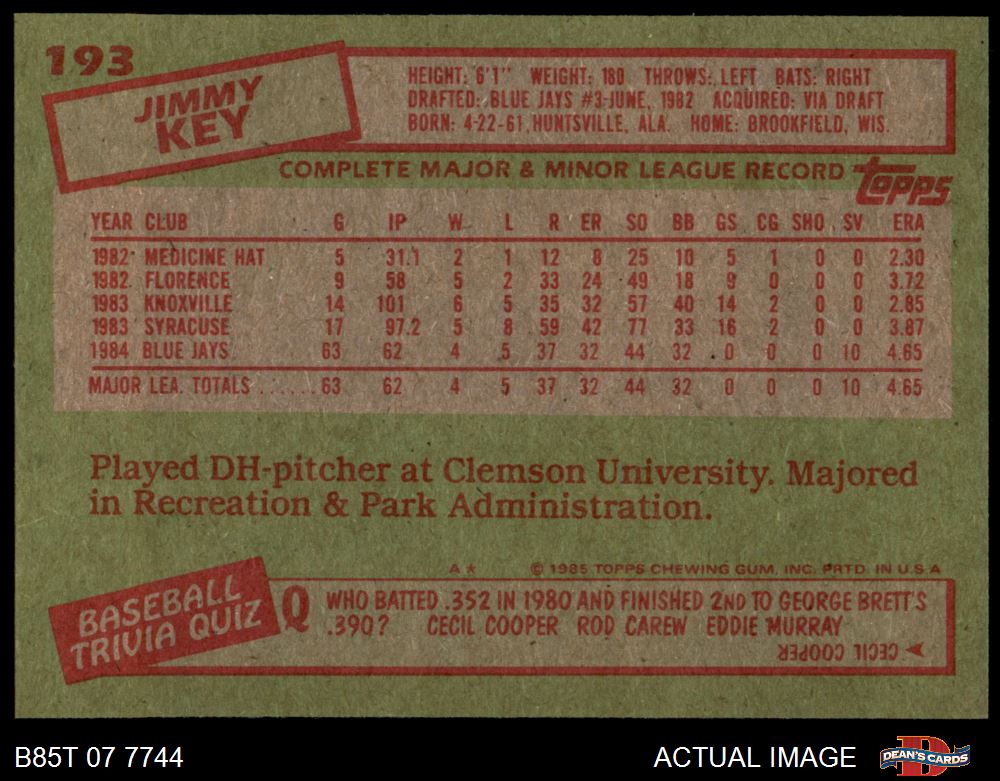 193
JIMMY
KEY
HEIGHT: 6'1" WEIGHT: 180 THROWS: LEFT BATS: RIGHT
DRAFTED: BLUE JAYS #3-JUNE, 1982 ACQUIRED: VIA DRAFT
BORN: 4-22-61, HUNTSVILLE, ALA. HOME: BROOKFIELD, WIS.
COMPLETE MAJOR & MINOR LEAGUE RECORD topps
YEAR CLUB G IP W L R ER SO BB GS CG SHO SV ERA
1982 MEDICINE HAT 5 31.1 2 1 12 8 25 10 5 1 0 0 2.30
1982 FLORENCE 9 58 5 2 33 24 49 18 9 0 0 0 3.72
1983 KNOXVILLE 14 101 6 5 35 32 57 40 14 2 0 0 2.85
1983 SYRACUSE 17 97.2 5 8 59 42 77 33 16 2 0 0 3.87
1984 BLUE JAYS 63 62 4 5 37 32 44 32 0 0 0 10 4.65
MAJOR LEA. TOTALS ...... 63 62 4 5 37 32 44 32 0 0 0 10 4.65
Played DH-pitcher at Clemson University. Majored
in Recreation & Park Administration.
A* © 1985 TOPPS CHEWING GUM, INC. PRTD. IN U.S.A
BASEBALL
TRIVIA QUIZ
Q WHO BATTED .352 IN 1980 AND FINISHED 2ND TO GEORGE BRETT'S
.390? CECIL COOPER ROD CAREW EDDIE MURRAY
CECIL COOPER
B85T 07 7744 ACTUAL IMAGE DEAN'S CARDS